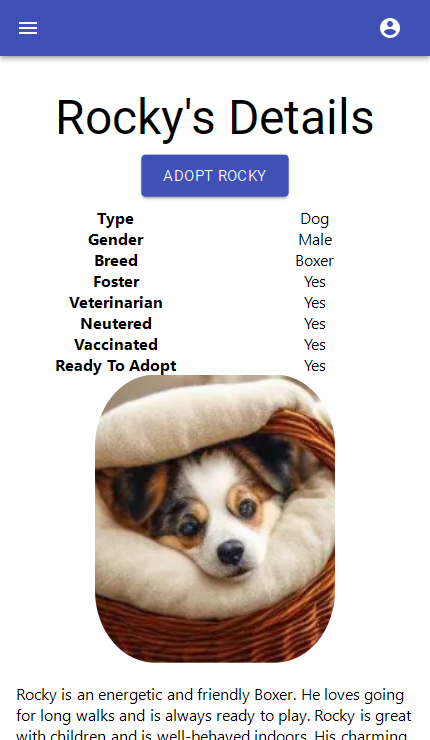 Rocky's Details
ADOPT ROCKY
Type Dog
Gender Male
Breed Boxer
Foster Yes
Veterinarian Yes
Neutered Yes
Vaccinated Yes
Ready To Adopt Yes
Rocky is an energetic and friendly Boxer. He loves going
for long walks and is always ready to play. Rocky is great
with children and is well-behaved indoors. His charming